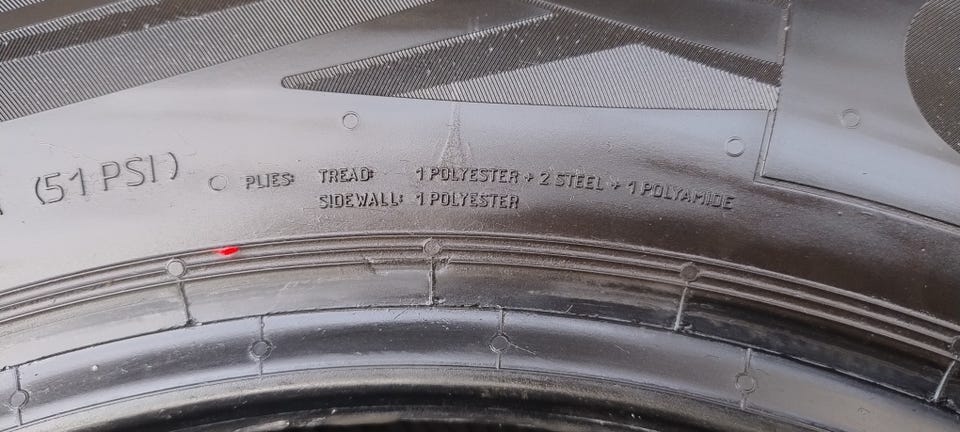 (51 PSI)
PLIES: TREAD: 1 POLYESTER + 2 STEEL + 1 POLYAMIDE
SIDEWALL: 1 POLYESTER